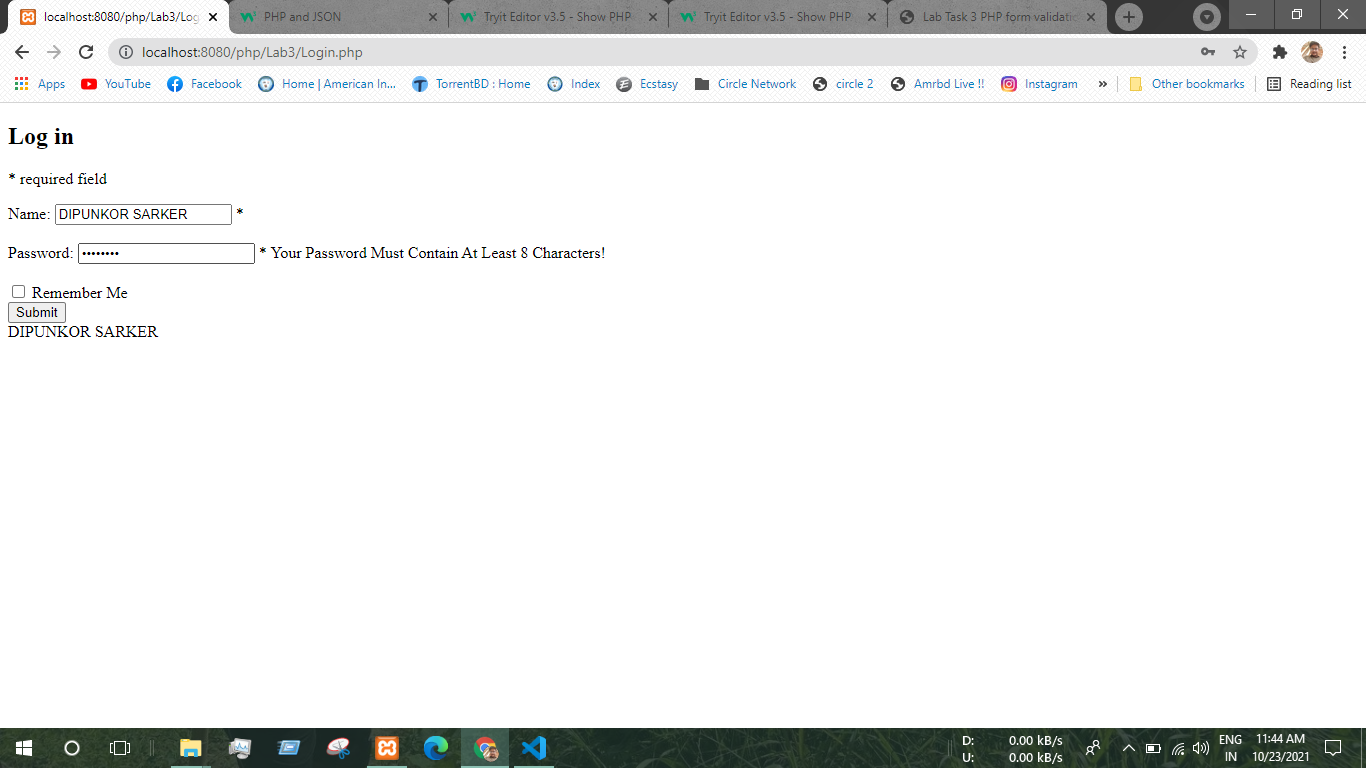 localhost:8080/php/Lab3/Log
PHP and JSON
Tryit Editor v3.5 - Show PHP
Tryit Editor v3.5 - Show PHP
Lab Task 3 PHP form validatio
localhost:8080/php/Lab3/Login.php
Apps YouTube Facebook Home | American In... TorrentBD : Home Index Ecstasy Circle Network circle 2 Amrbd Live !! Instagram » Other bookmarks Reading list
Log in
* required field
Name: DIPUNKOR SARKER *
Password: •••••••• * Your Password Must Contain At Least 8 Characters!
Remember Me
Submit
DIPUNKOR SARKER
D: 0.00 kB/s
U: 0.00 kB/s
ENG
IN
11:44 AM
10/23/2021